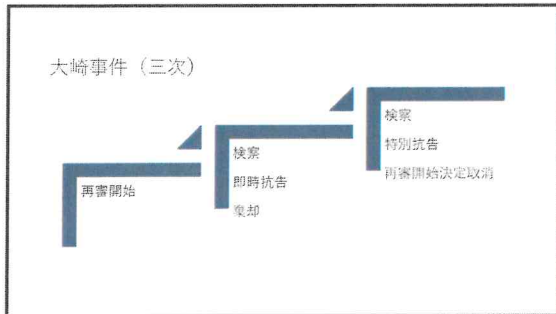 大崎事件（三次）
再審開始
検察
即時抗告
棄却
検察
特別抗告
再審開始決定取消